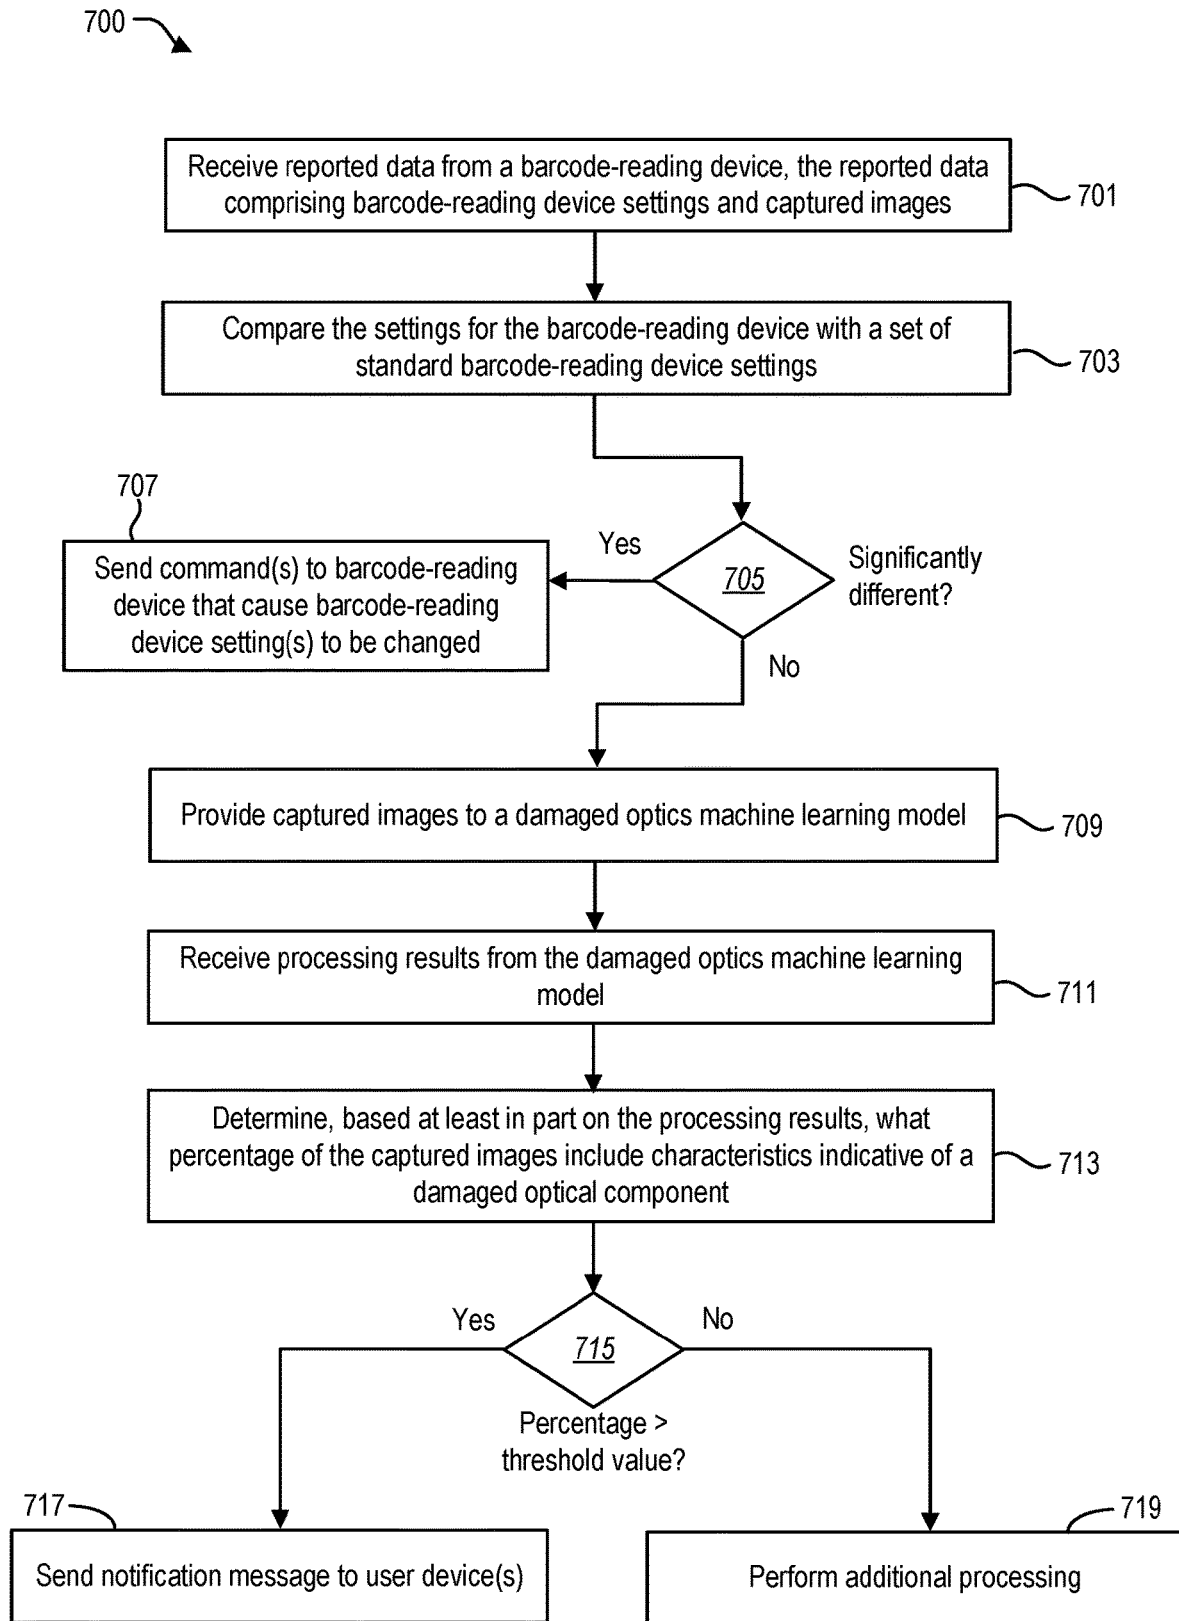 700
Receive reported data from a barcode-reading device, the reported data
comprising barcode-reading device settings and captured images
701
Compare the settings for the barcode-reading device with a set of
standard barcode-reading device settings
703
707
Yes
705
Significantly
different?
Send command(s) to barcode-reading
device that cause barcode-reading
device setting(s) to be changed
No
Provide captured images to a damaged optics machine learning model
709
Receive processing results from the damaged optics machine learning
model
711
Determine, based at least in part on the processing results, what
percentage of the captured images include characteristics indicative of a
damaged optical component
713
Yes
No
715
Percentage >
threshold value?
717
719
Send notification message to user device(s)
Perform additional processing